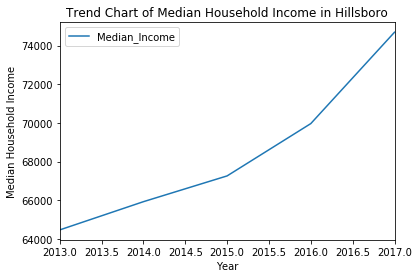 Trend Chart of Median Household Income in Hillsboro
Median_Income
74000
72000
70000
68000
66000
64000
Median Household Income
2013.0 2013.5 2014.0 2014.5 2015.0 2015.5 2016.0 2016.5 2017.0
Year